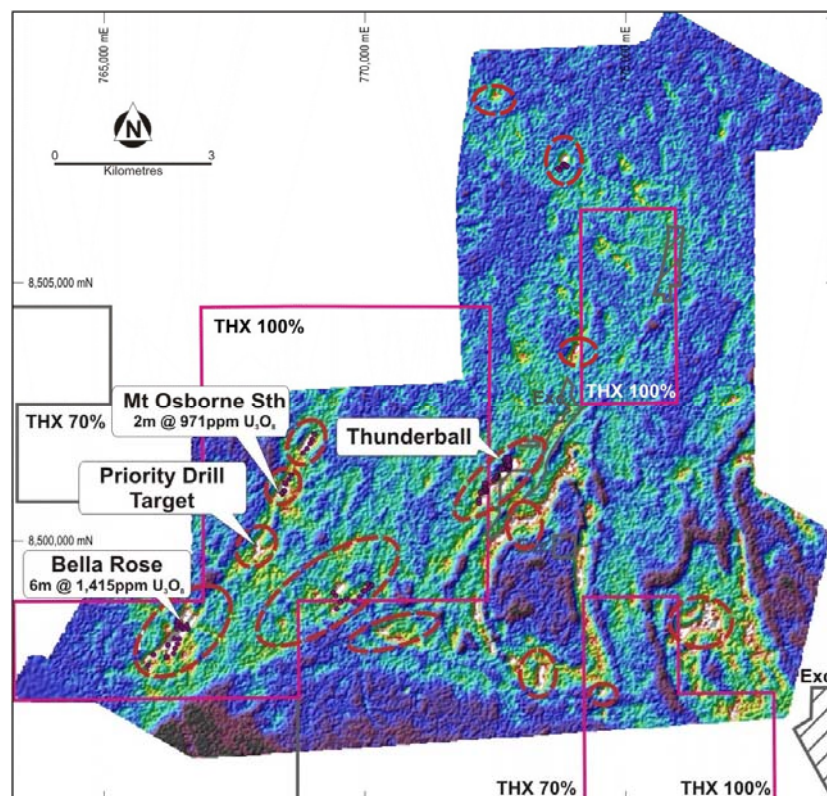 765,000 mE
770,000 mE
N
0 3
Kilometres
8,505,000 mN
THX 100%
THX 70%
THX 100%
Mt Osborne Sth
2m @ 971ppm U₃O₈
Thunderball
Priority Drill
Target
8,500,000 mN
Bella Rose
6m @ 1,415ppm U₃O₈
THX 70%
THX 100%